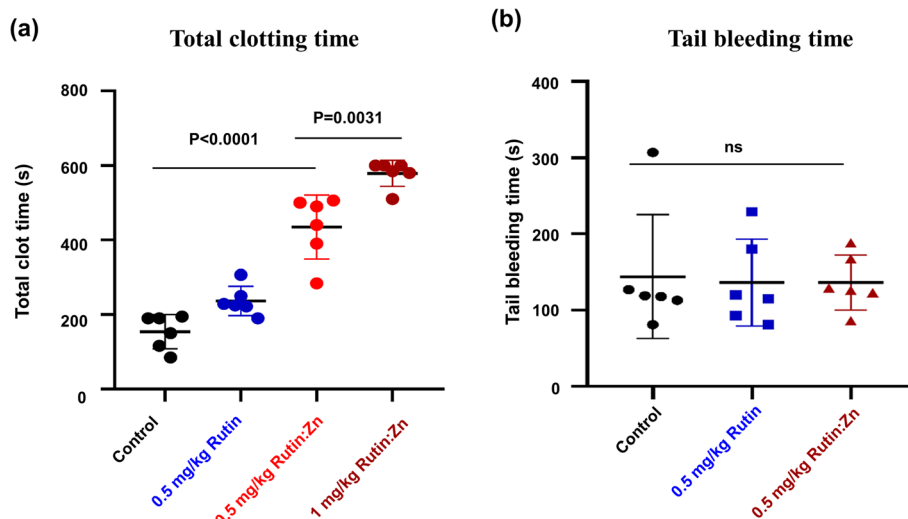 (a)
Total clotting time
Total clot time (s)
800
600
400
200
0
P<0.0001
P=0.0031
Control
0.5 mg/kg Rutin
0.5 mg/kg Rutin:Zn
1 mg/kg Rutin:Zn
(b)
Tail bleeding time
Tail bleeding time (s)
400
300
200
100
0
ns
Control
0.5 mg/kg Rutin
0.5 mg/kg Rutin:Zn